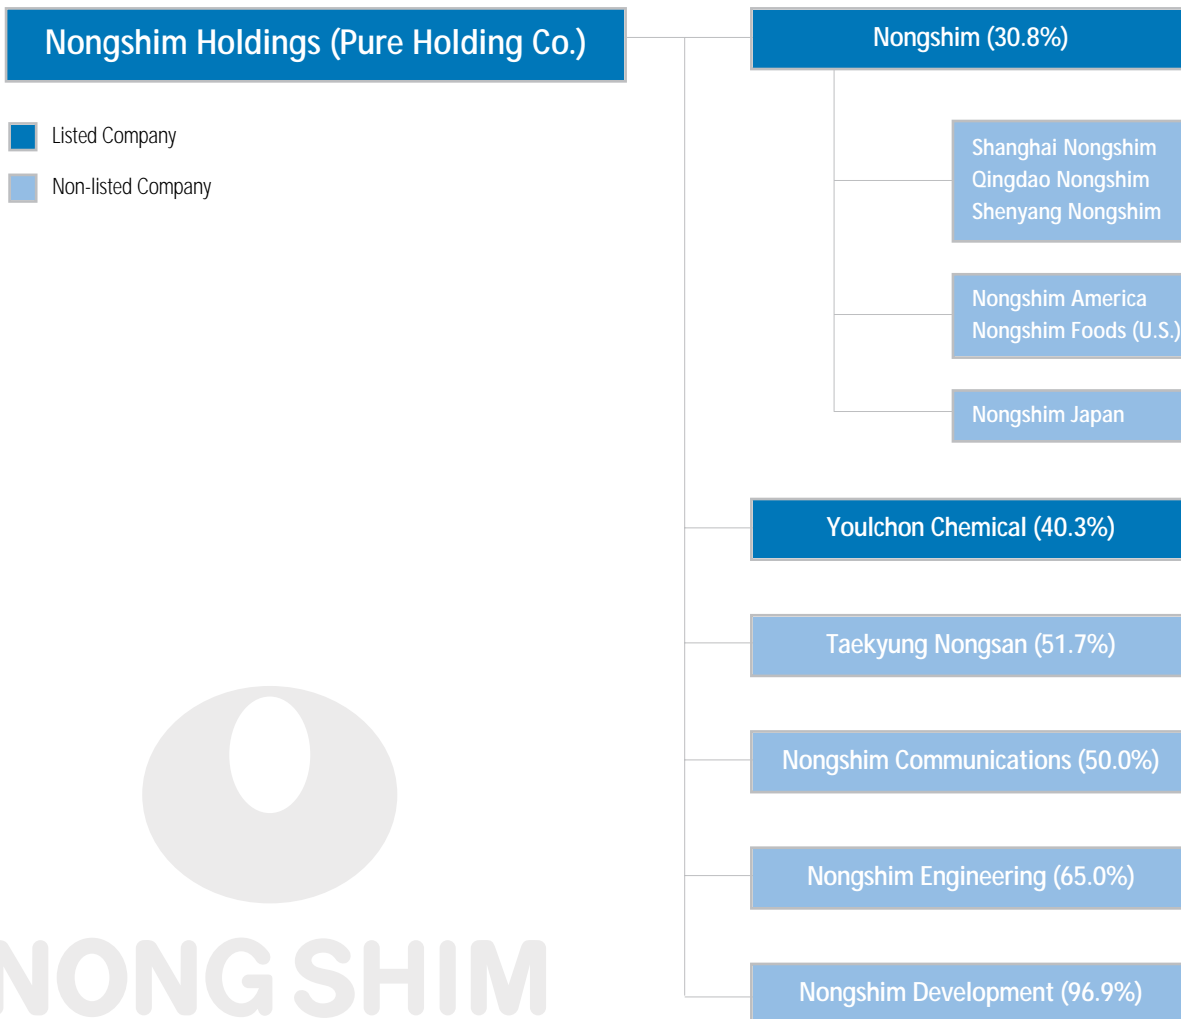 Nongshim Holdings (Pure Holding Co.)
Listed Company
Non-listed Company
Nongshim (30.8%)
Shanghai Nongshim
Qingdao Nongshim
Shenyang Nongshim
Nongshim America
Nongshim Foods (U.S.)
Nongshim Japan
Youlchon Chemical (40.3%)
Taekyung Nongsan (51.7%)
Nongshim Communications (50.0%)
Nongshim Engineering (65.0%)
Nongshim Development (96.9%)
NONG SHIM